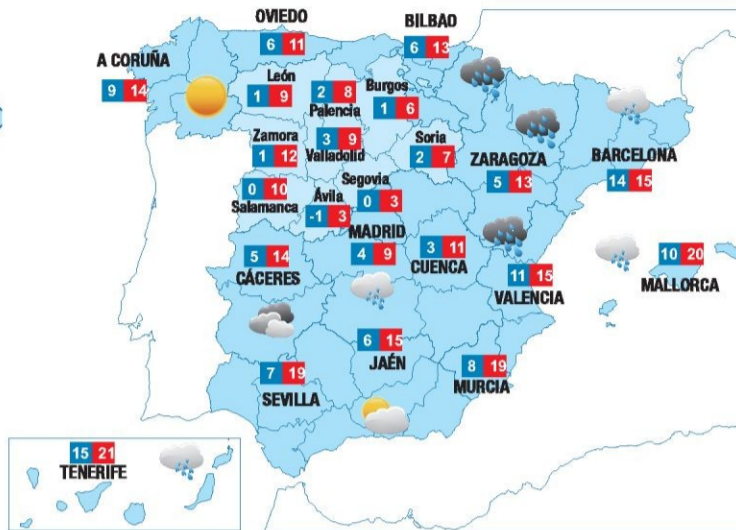 OVIEDO
6 11
BILBAO
6 13
A CORUÑA
9 14
León
1 9
2 8
Palencia
Burgos
1 6
Zamora
1 12
3 9
Valladolid
Soria
2 7
ZARAGOZA
5 13
BARCELONA
14 15
0 10
Salamanca
Ávila
-1 3
Segovia
0 3
MADRID
4 9
3 11
CUENCA
5 14
CÁCERES
11 15
VALENCIA
10 20
MALLORCA
6 15
JAÉN
7 19
SEVILLA
8 19
MURCIA
15 21
TENERIFE